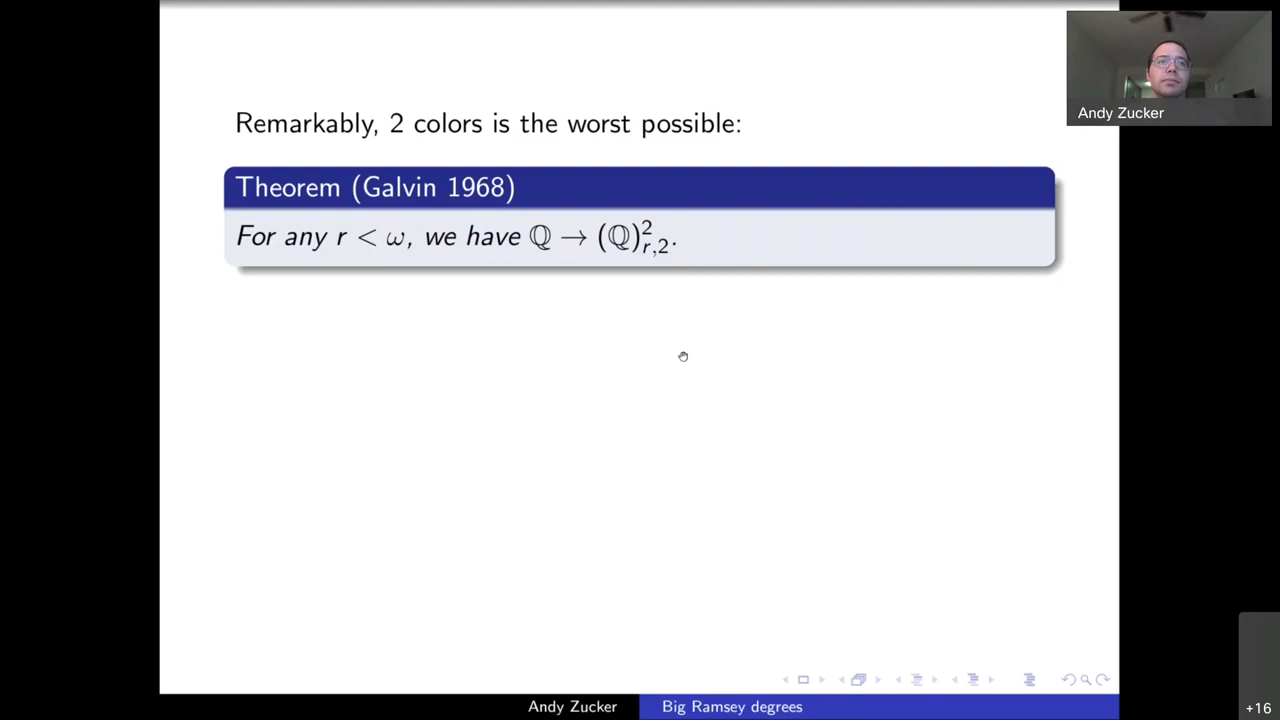 Remarkably, 2 colors is the worst possible:
Theorem (Galvin 1968)
For any r < ω, we have ℚ → (ℚ)²ᵣ,₂.
Andy Zucker
Andy Zucker
Big Ramsey degrees
+16